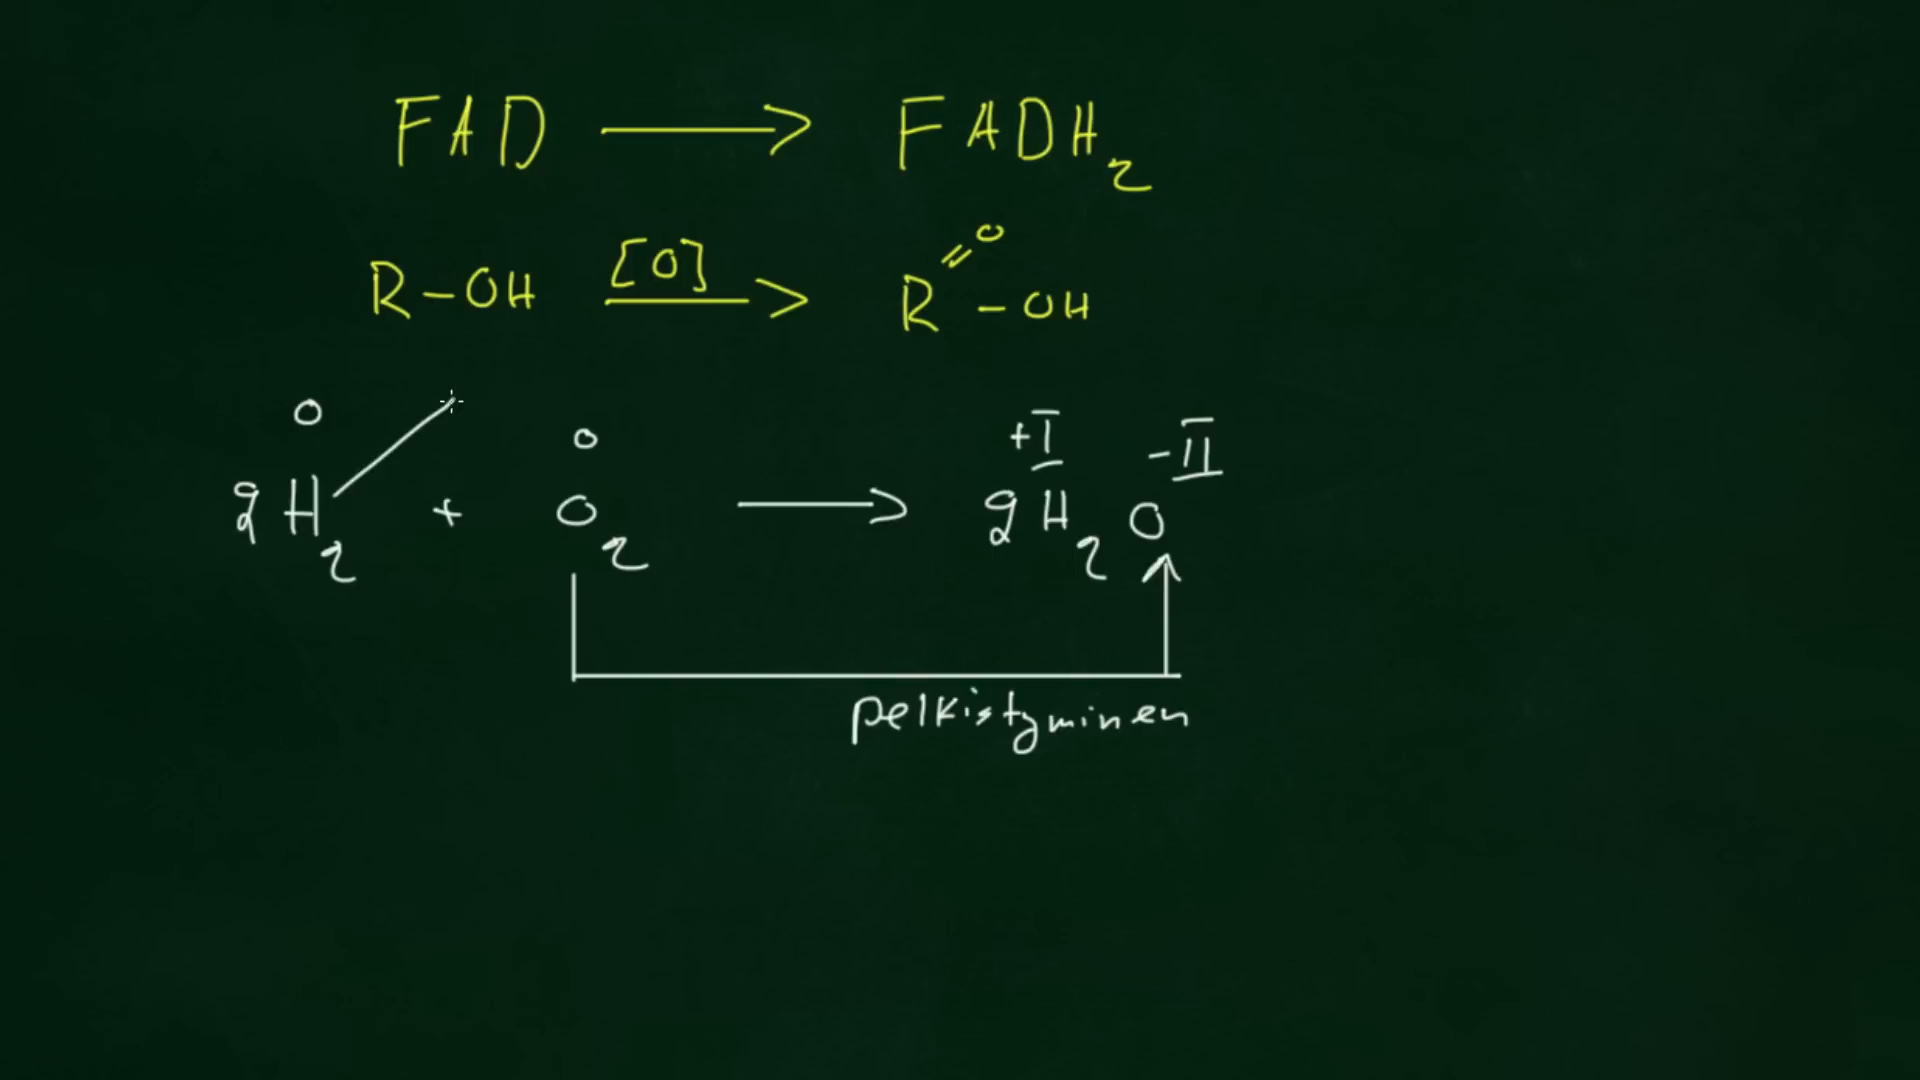 FAD → FADH₂
R-OH [O] → R=O -OH
0 0 +I -II
2H₂ + O₂ → 2H₂O
pelkistyminen